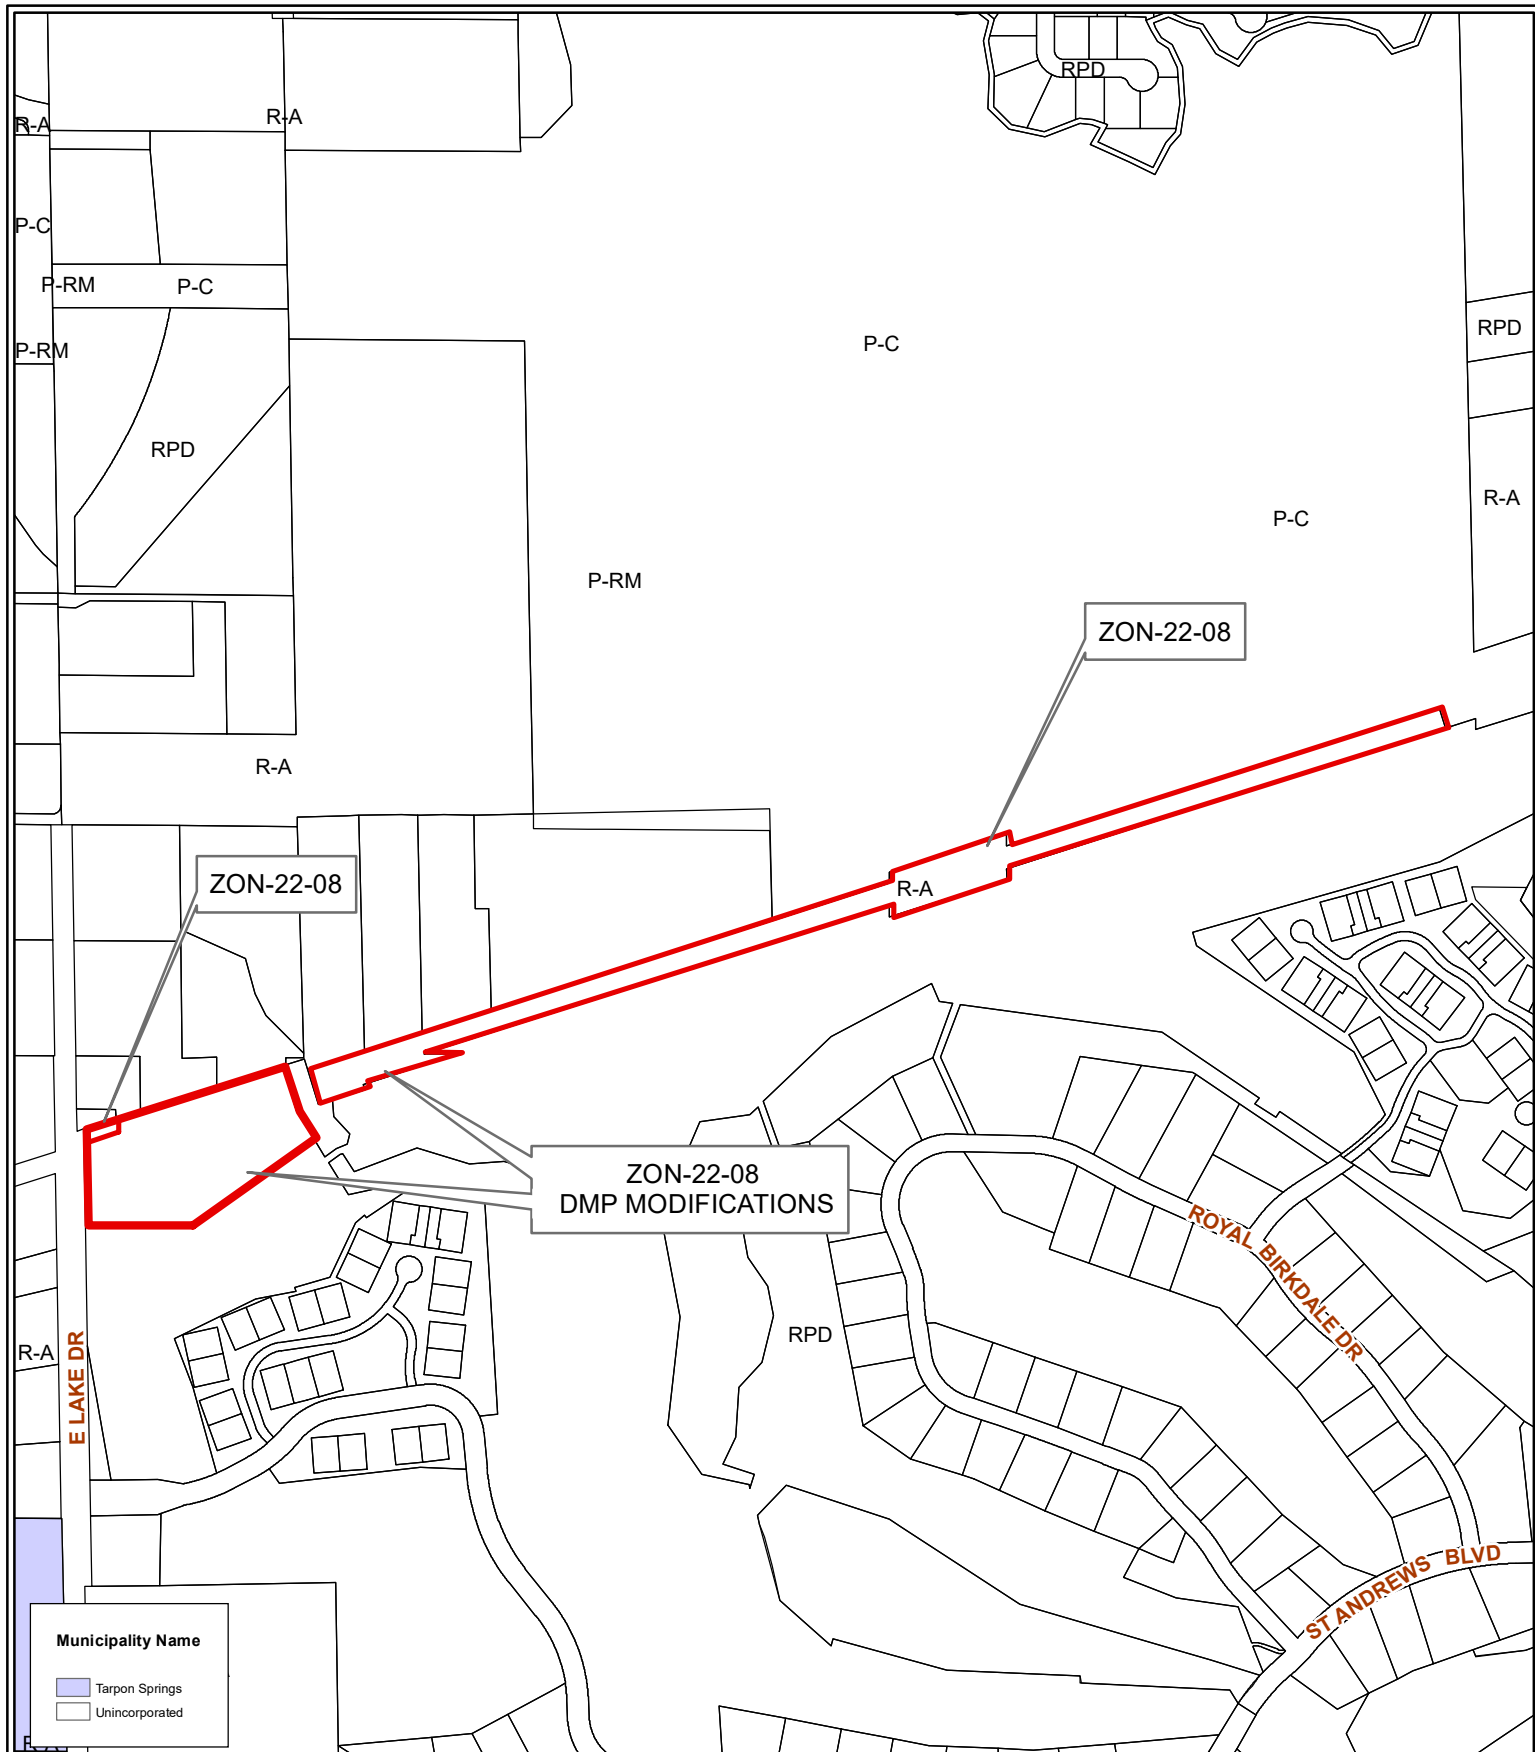 RPD
R-A
R-A
P-C
P-RM
P-C
RPD
P-C
P-RM
RPD
R-A
P-C
P-RM
ZON-22-08
R-A
ZON-22-08
R-A
ZON-22-08
DMP MODIFICATIONS
ROYAL BIRKDALE DR
RPD
R-A
E LAKE DR
ST ANDREWS BLVD
Municipality Name
Tarpon Springs
Unincorporated